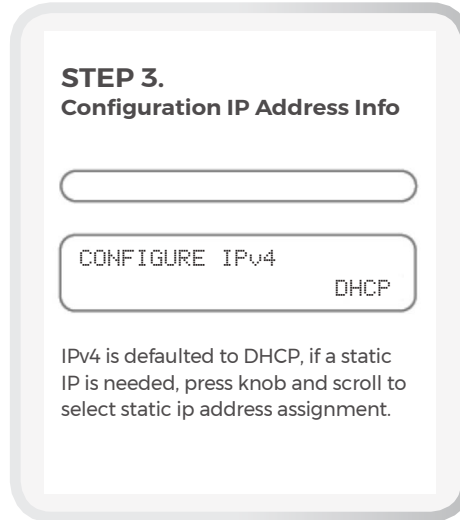 STEP 3.
Configuration IP Address Info
CONFIGURE IPv4
DHCP
IPv4 is defaulted to DHCP, if a static
IP is needed, press knob and scroll to
select static ip address assignment.